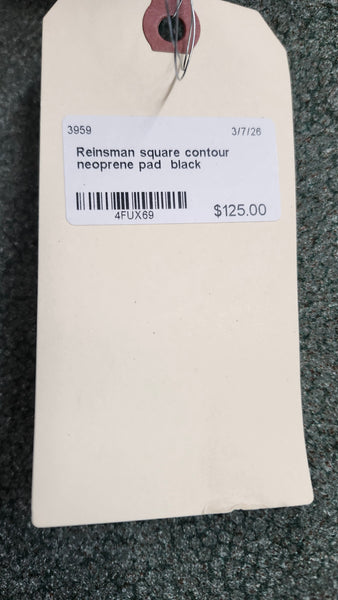 3959 3/7/26
Reinsman square contour
neoprene pad  black
4FUX69 $125.00